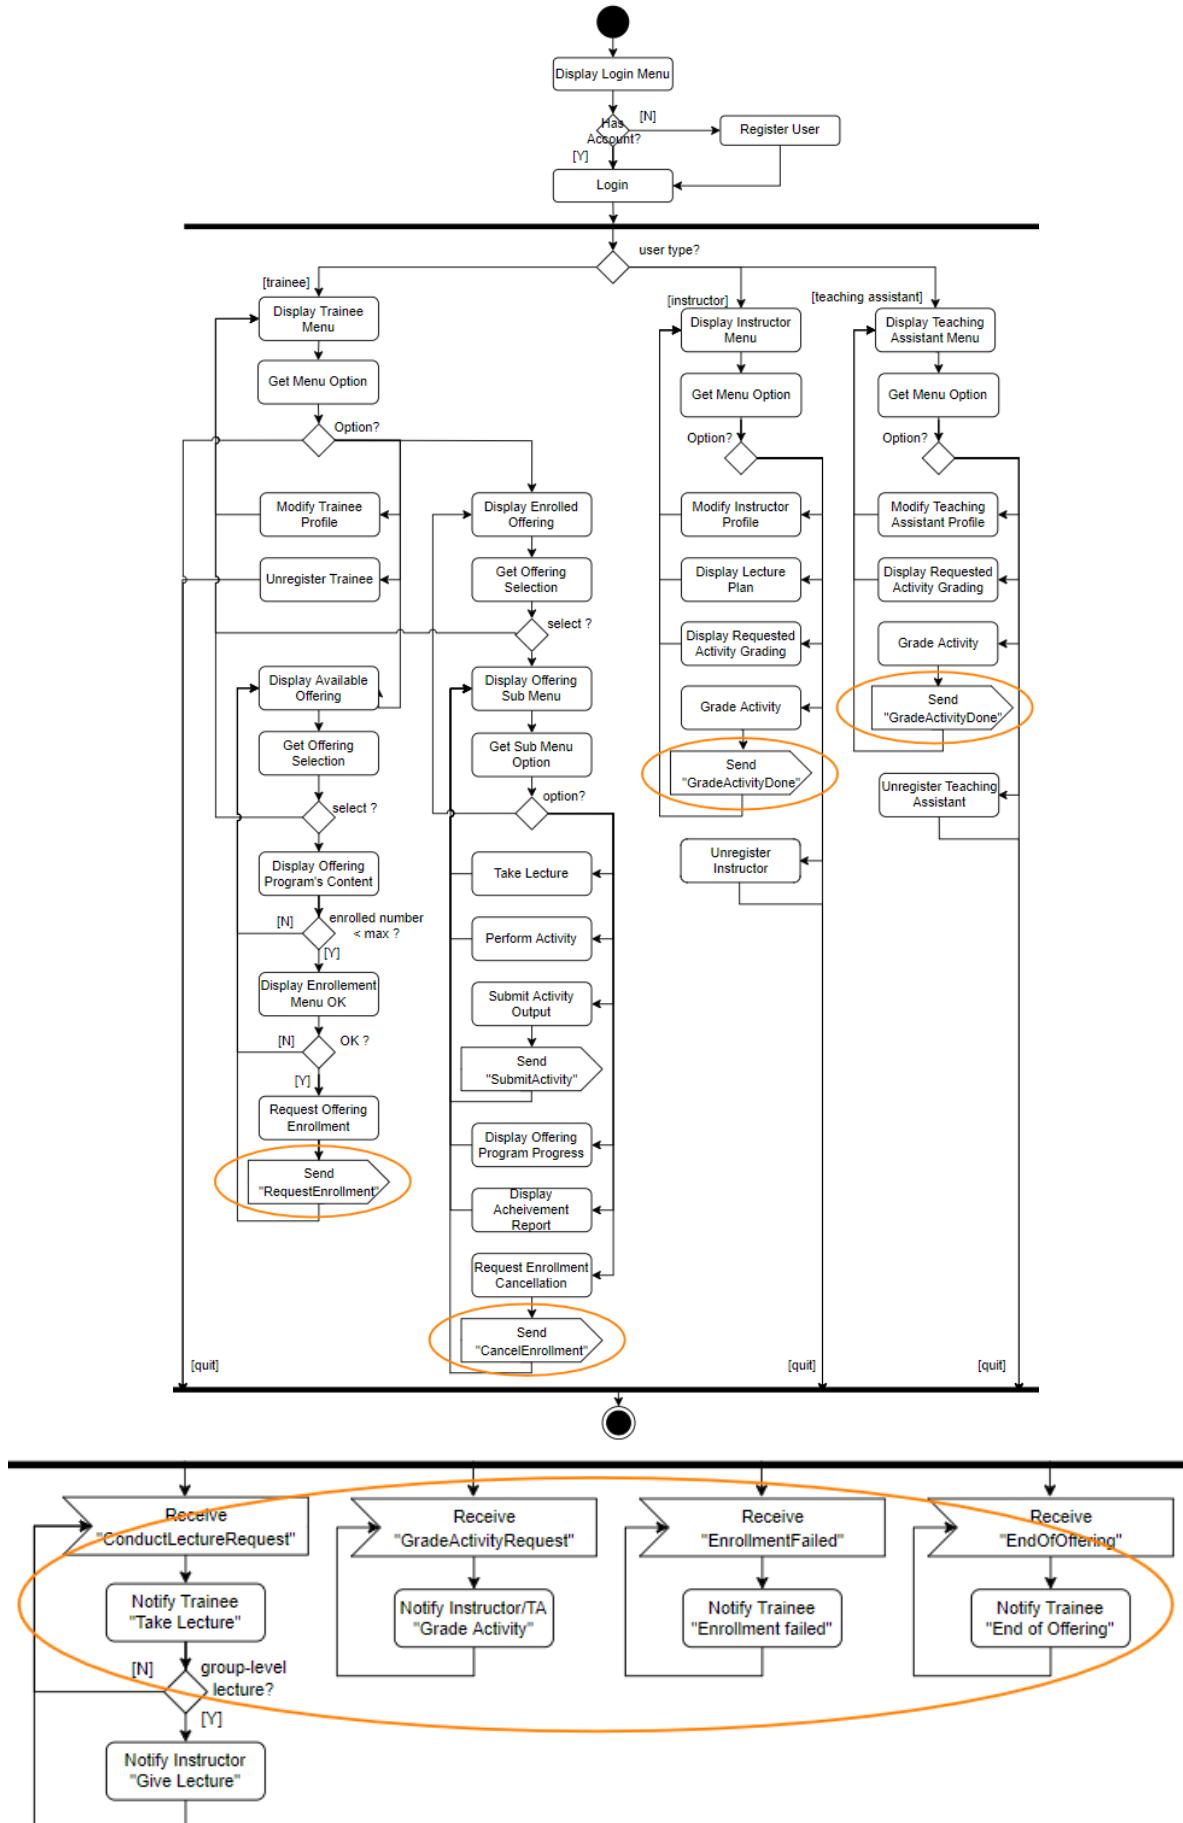 Display Login Menu
Has
Account?
[N]
Register User
[Y]
Login
user type?
[trainee]
[instructor]
[teaching assistant]
Display Trainee
Menu
Get Menu Option
Option?
Modify Trainee
Profile
Unregister Trainee
Display Available
Offering
Get Offering
Selection
select ?
Display Offering
Program's Content
enrolled number
< max ?
[N]
[Y]
Display Enrollement
Menu OK
[N]
OK ?
[Y]
Request Offering
Enrollment
Send
"RequestEnrollment"
[quit]
Display Enrolled
Offering
Get Offering
Selection
select ?
Display Offering
Sub Menu
Get Sub Menu
Option
option?
Take Lecture
Perform Activity
Submit Activity
Output
Send
"SubmitActivity"
Display Offering
Program Progress
Display
Acheivement
Report
Request Enrollment
Cancellation
Send
"CancelEnrollment"
Display Instructor
Menu
Get Menu Option
Option?
Modify Instructor
Profile
Display Lecture
Plan
Display Requested
Activity Grading
Grade Activity
Send
"GradeActivityDone"
Unregister
Instructor
[quit]
Display Teaching
Assistant Menu
Get Menu Option
Option?
Modify Teaching
Assistant Profile
Display Requested
Activity Grading
Grade Activity
Send
"GradeActivityDone"
Unregister Teaching
Assistant
[quit]
Receive
"ConductLectureRequest"
Notify Trainee
"Take Lecture"
[N]
group-level
lecture?
[Y]
Notify Instructor
"Give Lecture"
Receive
"GradeActivityRequest"
Notify Instructor/TA
"Grade Activity"
Receive
"EnrollmentFailed"
Notify Trainee
"Enrollment failed"
Receive
"EndOfOffering"
Notify Trainee
"End of Offering"